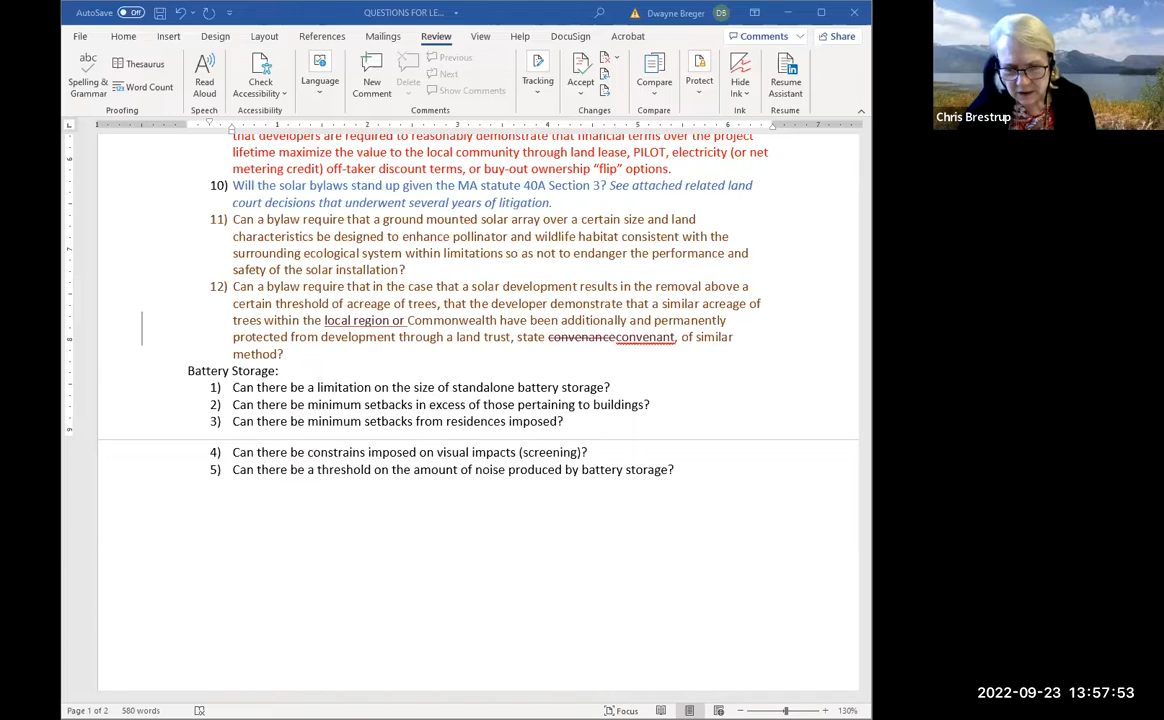 AutoSave Off QUESTIONS FOR LE... Dwayne Breger DB
File Home Insert Design Layout References Mailings Review View Help DocuSign Acrobat Comments Share
abc Spelling & Grammar Thesaurus Word Count Read Aloud Check Accessibility Language New Comment Delete Previous Next Show Comments Tracking Accept Compare Protect Hide Ink Resume Assistant
Proofing Speech Accessibility Comments Changes Compare Ink Resume
that developers are required to reasonably demonstrate that financial terms over the project
lifetime maximize the value to the local community through land lease, PILOT, electricity (or net
metering credit) off-taker discount terms, or buy-out ownership “flip” options.
10) Will the solar bylaws stand up given the MA statute 40A Section 3? See attached related land
court decisions that underwent several years of litigation.
11) Can a bylaw require that a ground mounted solar array over a certain size and land
characteristics be designed to enhance pollinator and wildlife habitat consistent with the
surrounding ecological system within limitations so as not to endanger the performance and
safety of the solar installation?
12) Can a bylaw require that in the case that a solar development results in the removal above a
certain threshold of acreage of trees, that the developer demonstrate that a similar acreage of
trees within the local region or Commonwealth have been additionally and permanently
protected from development through a land trust, state convenanceconvenant, of similar
method?
Battery Storage:
1) Can there be a limitation on the size of standalone battery storage?
2) Can there be minimum setbacks in excess of those pertaining to buildings?
3) Can there be minimum setbacks from residences imposed?
4) Can there be constrains imposed on visual impacts (screening)?
5) Can there be a threshold on the amount of noise produced by battery storage?
Page 1 of 2 580 words Focus 130%
Chris Brestrup
2022-09-23 13:57:53